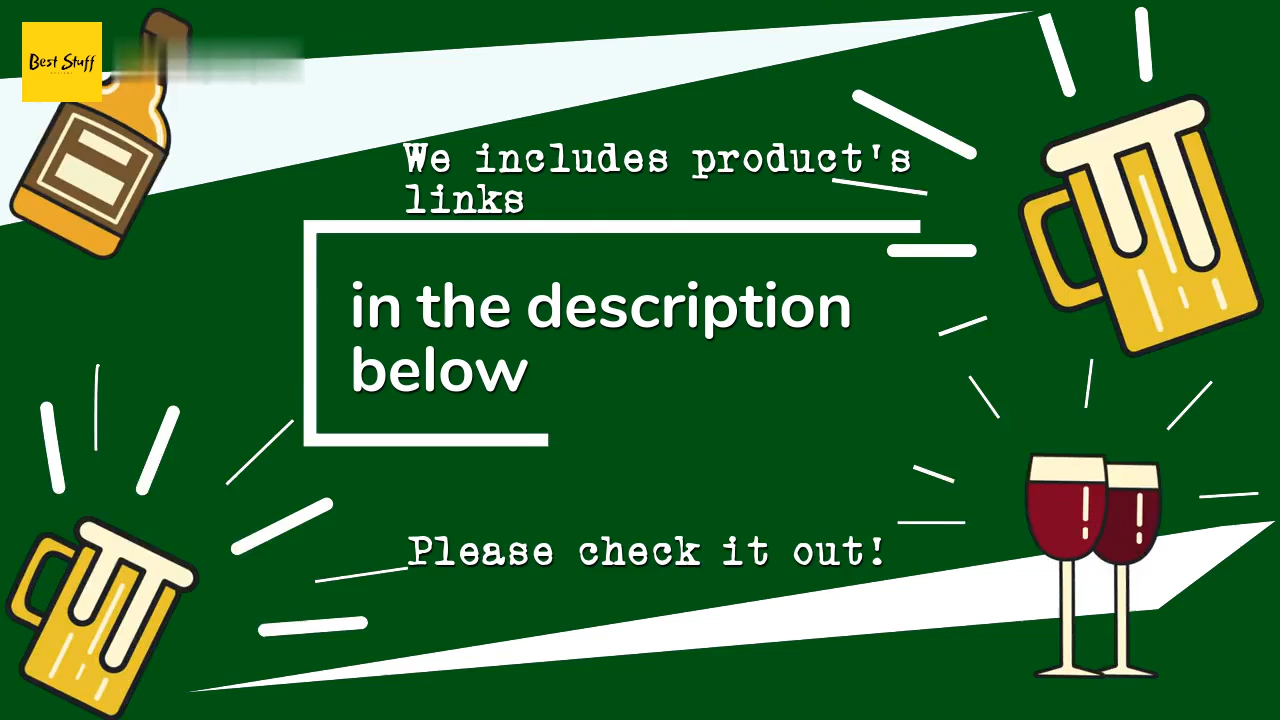 Best Stuff
We includes product's
links
in the description
below
Please check it out!